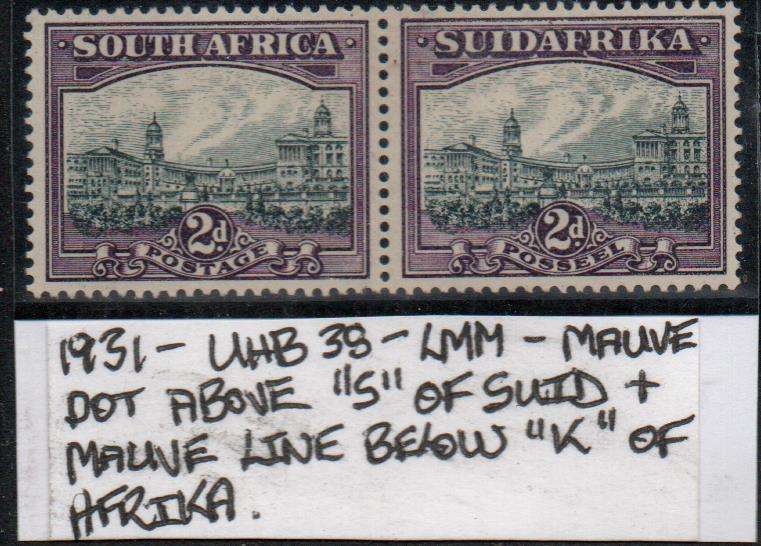 · SOUTH AFRICA · · SUIDAFRIKA ·
2d. 2d.
POSTAGE POSSEEL
1931 - UHB 38 - LMM - MAUVE
DOT ABOVE "S" OF SUID +
MAUVE LINE BELOW "K" OF
AFRIKA.